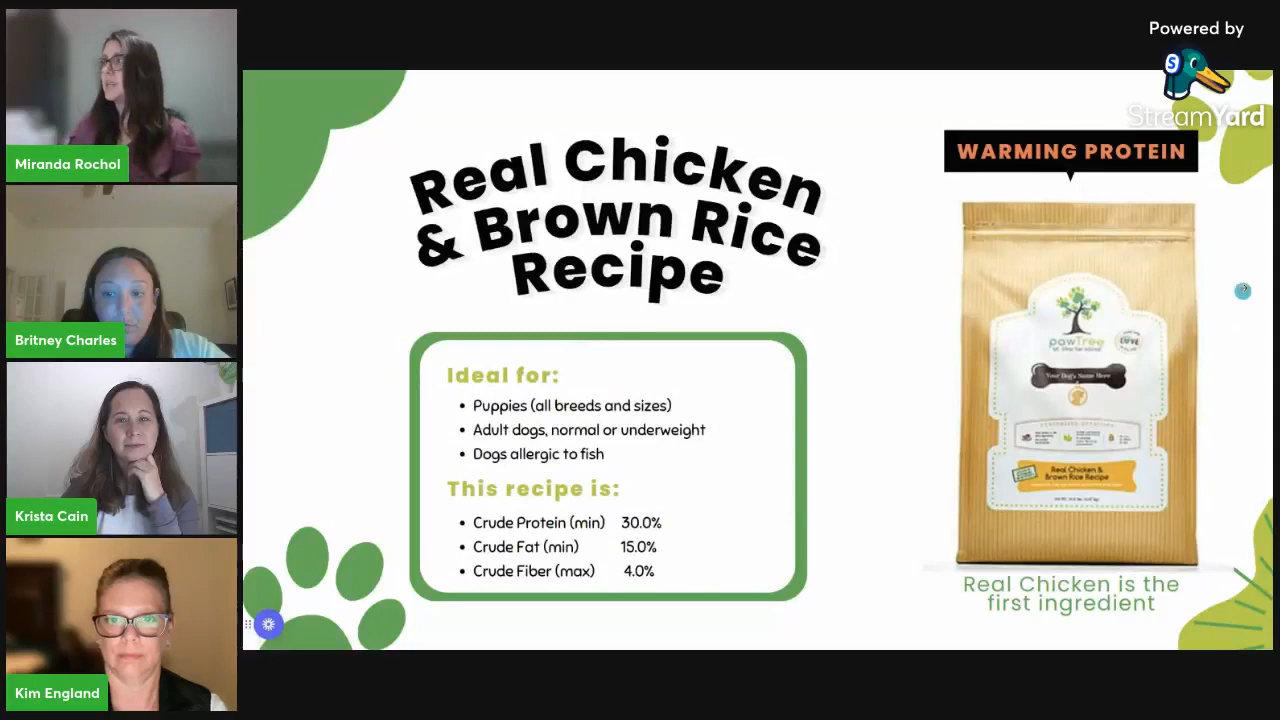 Miranda Rochol
Britney Charles
Krista Cain
Kim England
Powered by
StreamYard
Real Chicken
& Brown Rice
Recipe
Ideal for:
• Puppies (all breeds and sizes)
• Adult dogs, normal or underweight
• Dogs allergic to fish
This recipe is:
• Crude Protein (min) 30.0%
• Crude Fat (min) 15.0%
• Crude Fiber (max) 4.0%
WARMING PROTEIN
pawTree
Your Dog's Name Here
Real Chicken &
Brown Rice Recipe
Real Chicken is the
first ingredient